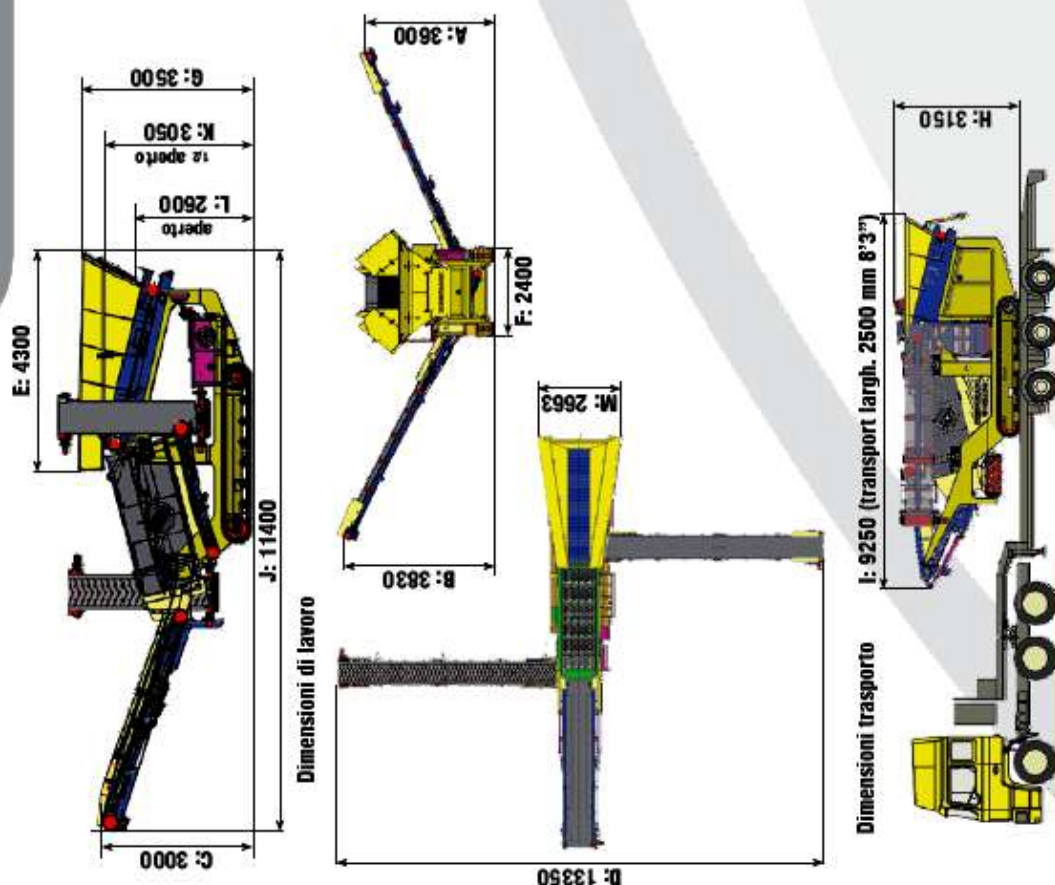 G: 3500
K: 3050
1/2 aperto
L: 2600
aperto
E: 4300
J: 11400
C: 3000
Dimensioni di lavoro
A: 3600
F: 2400
B: 3830
M: 2663
D: 13350
H: 3150
I: 9250 (transport largh. 2500 mm 8'3")
Dimensioni trasporto